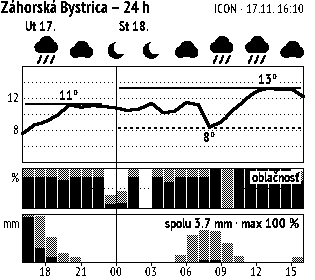 Záhorská Bystrica – 24 h
ICON · 17.11. 16:10
Ut 17.
St 18.
11°
13°
12
8
8°
%
oblačnosť
mm
spolu 3.7 mm · max 100 %
18 21 00 03 06 09 12 15